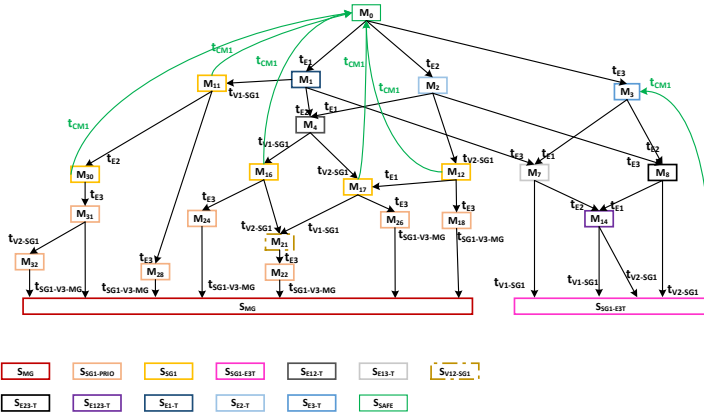 M0
tE1
tE2
tCM1
tCM1
tCM1
tE3
M11
M1
M2
M3
tCM1
tV1-SG1
tE2
tE1
M4
tCM1
tCM1
tV1-SG1
tE2
tV2-SG1
tE3
tE1
tE2
tE3
M30
M16
tV2-SG1
M17
tE1
M12
M7
M8
tE3
tE3
tE3
tE3
tE2
tE1
M31
M24
M26
M18
M14
tV2-SG1
tV2-SG1
M21
tV1-SG1
tSG1-V3-MG
tSG1-V3-MG
M32
tE3
M28
tE3
M22
tV1-SG1
tV1-SG1
tV2-SG1
tV2-SG1
tSG1-V3-MG
tSG1-V3-MG
tSG1-V3-MG
tSG1-V3-MG
SMG
SSG1-E3T
SMG
SSG1-PRIO
SSG1
SSG1-E3T
SE12-T
SE13-T
SV12-SG1
SE23-T
SE123-T
SE1-T
SE2-T
SE3-T
SSAFE